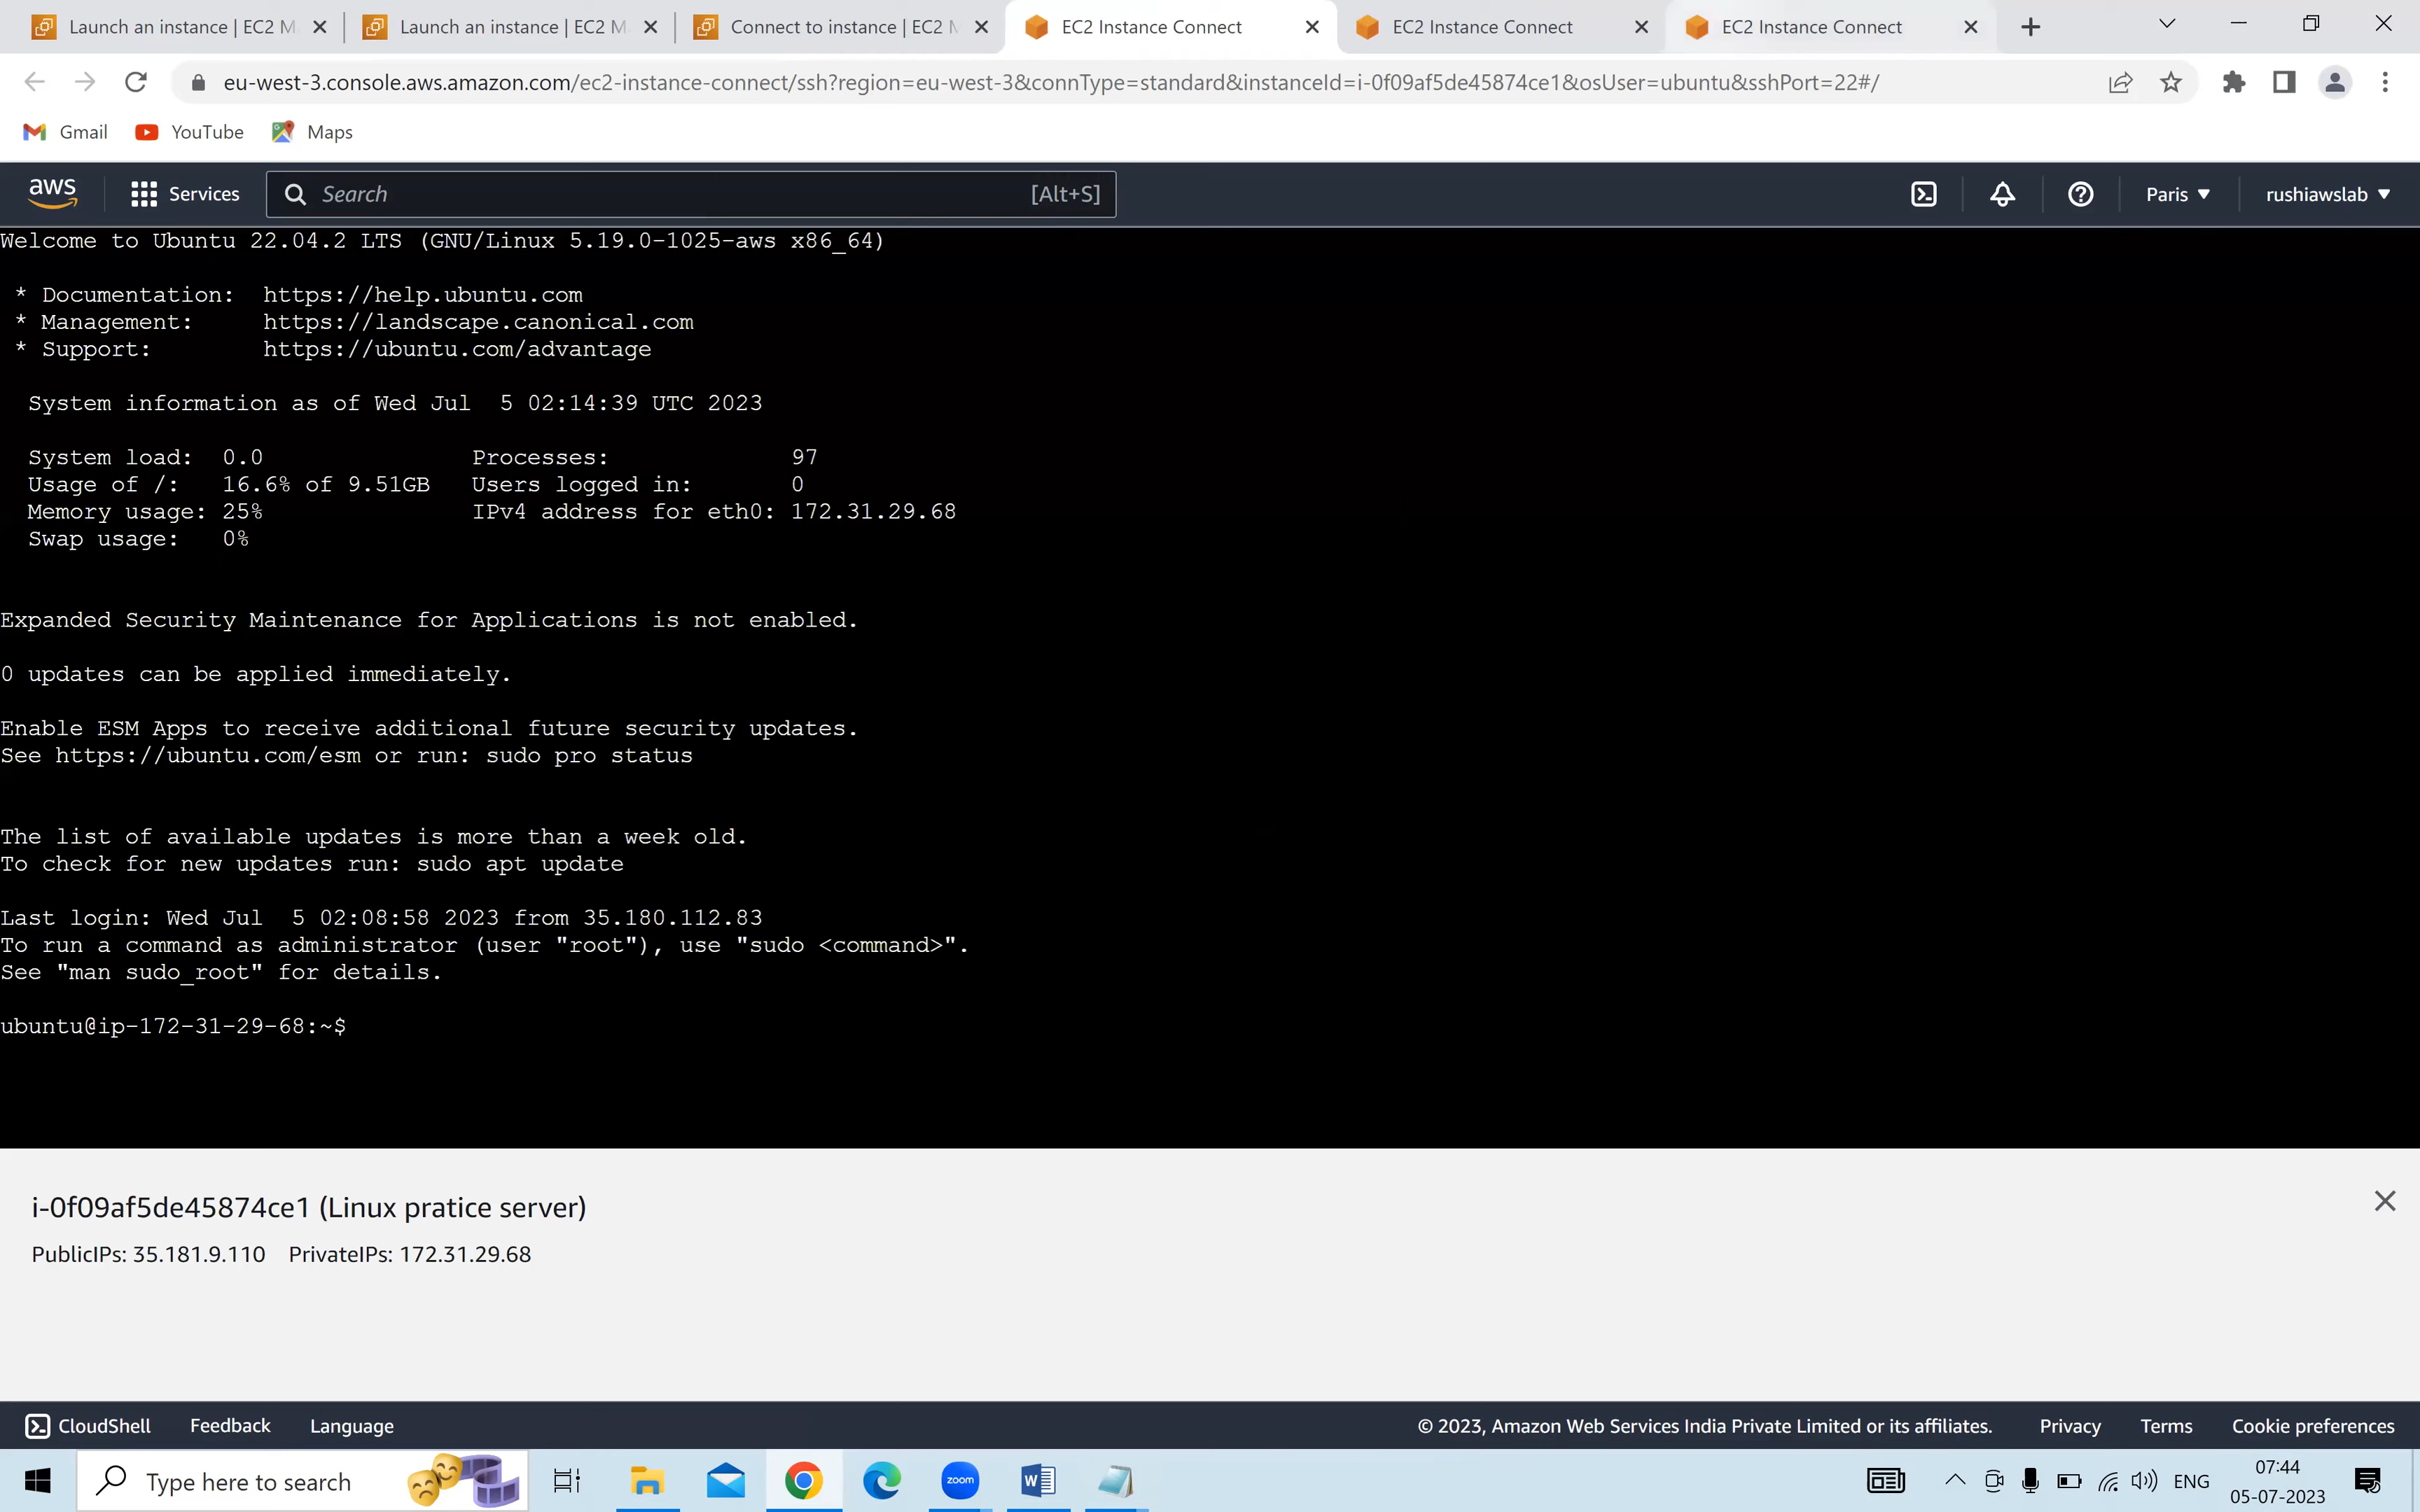 Launch an instance | EC2 M
Launch an instance | EC2 M
Connect to instance | EC2 M
EC2 Instance Connect
EC2 Instance Connect
EC2 Instance Connect
eu-west-3.console.aws.amazon.com/ec2-instance-connect/ssh?region=eu-west-3&connType=standard&instanceId=i-0f09af5de45874ce1&osUser=ubuntu&sshPort=22#/
Gmail YouTube Maps
aws Services Search [Alt+S] Paris rushiawslab
Welcome to Ubuntu 22.04.2 LTS (GNU/Linux 5.19.0-1025-aws x86_64)
* Documentation: https://help.ubuntu.com
* Management: https://landscape.canonical.com
* Support: https://ubuntu.com/advantage
System information as of Wed Jul 5 02:14:39 UTC 2023
System load: 0.0 Processes: 97
Usage of /: 16.6% of 9.51GB Users logged in: 0
Memory usage: 25% IPv4 address for eth0: 172.31.29.68
Swap usage: 0%
Expanded Security Maintenance for Applications is not enabled.
0 updates can be applied immediately.
Enable ESM Apps to receive additional future security updates.
See https://ubuntu.com/esm or run: sudo pro status
The list of available updates is more than a week old.
To check for new updates run: sudo apt update
Last login: Wed Jul 5 02:08:58 2023 from 35.180.112.83
To run a command as administrator (user "root"), use "sudo <command>".
See "man sudo_root" for details.
ubuntu@ip-172-31-29-68:~$
i-0f09af5de45874ce1 (Linux pratice server)
PublicIPs: 35.181.9.110 PrivateIPs: 172.31.29.68
CloudShell Feedback Language © 2023, Amazon Web Services India Private Limited or its affiliates. Privacy Terms Cookie preferences
Type here to search zoom W ENG 07:44
05-07-2023